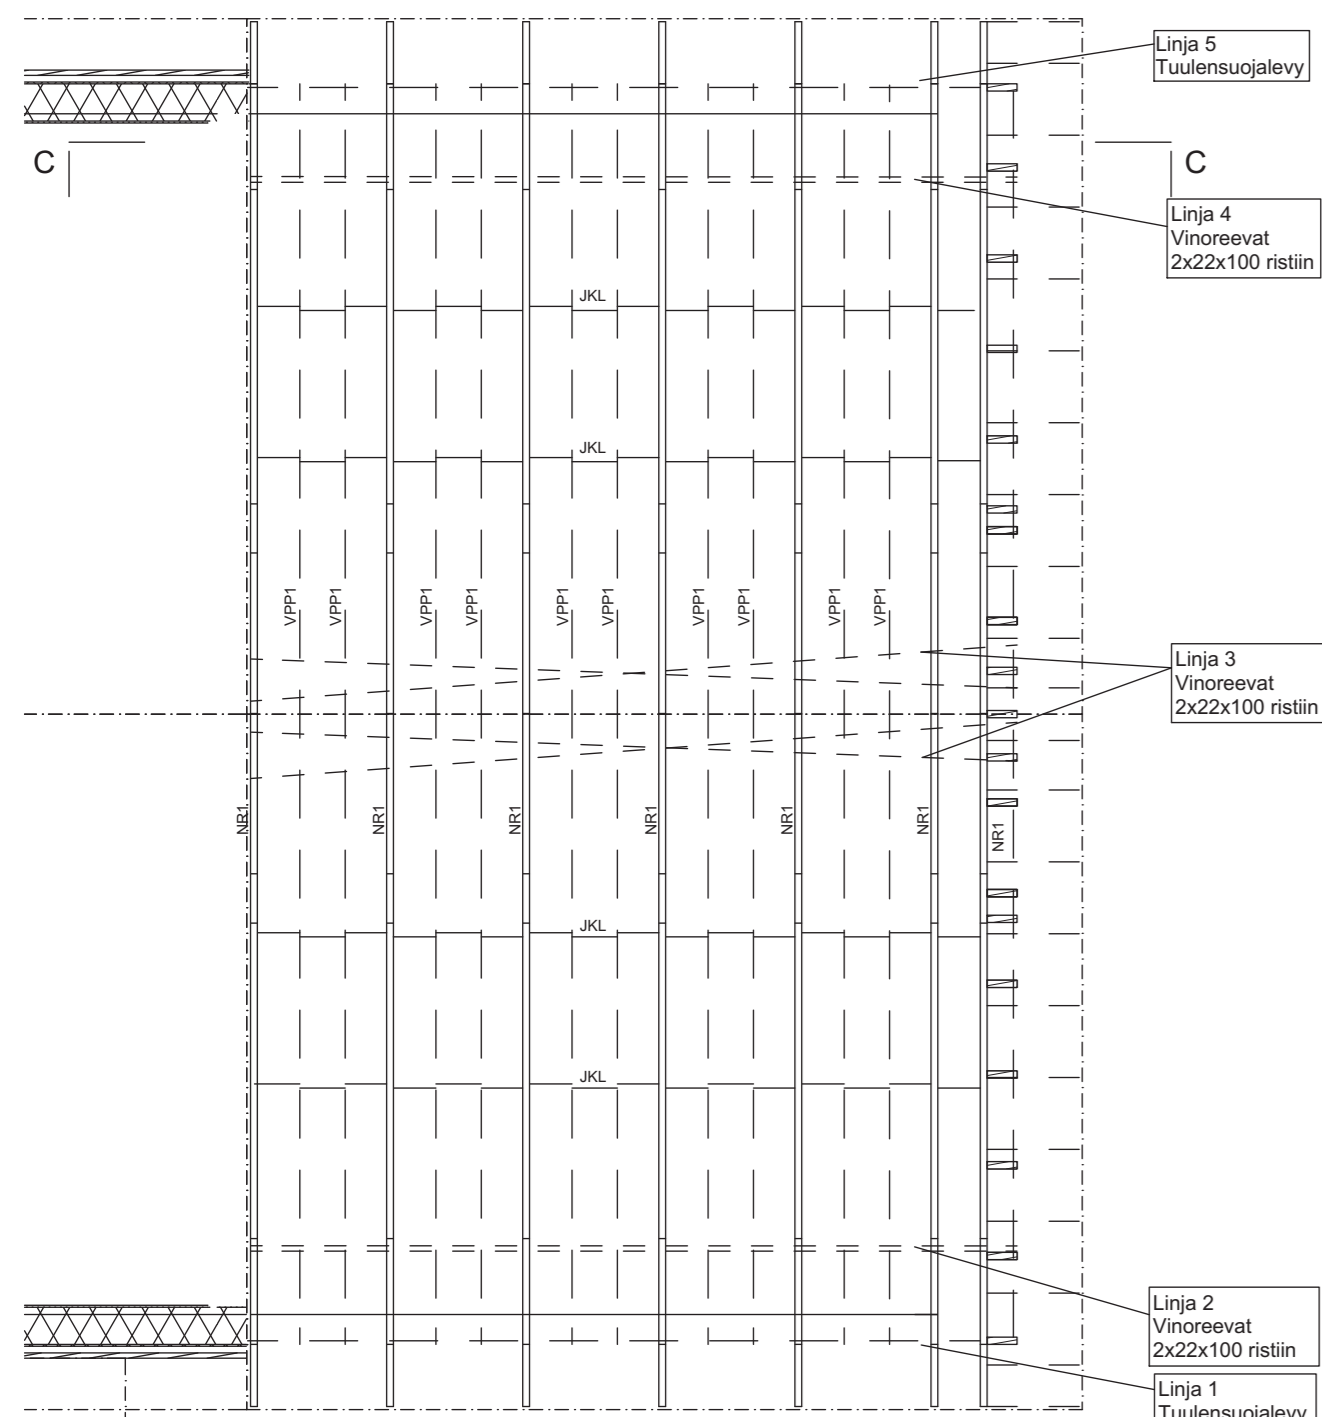 Linja 5
Tuulensuojalevy
C
C
Linja 4
Vinoreevat
2x22x100 ristiin
JKL
JKL
VPP1
VPP1
VPP1
VPP1
VPP1
VPP1
VPP1
VPP1
VPP1
VPP1
Linja 3
Vinoreevat
2x22x100 ristiin
NR1
NR1
NR1
NR1
NR1
NR1
NR1
JKL
JKL
Linja 2
Vinoreevat
2x22x100 ristiin
Linja 1
Tuulensuojalevy